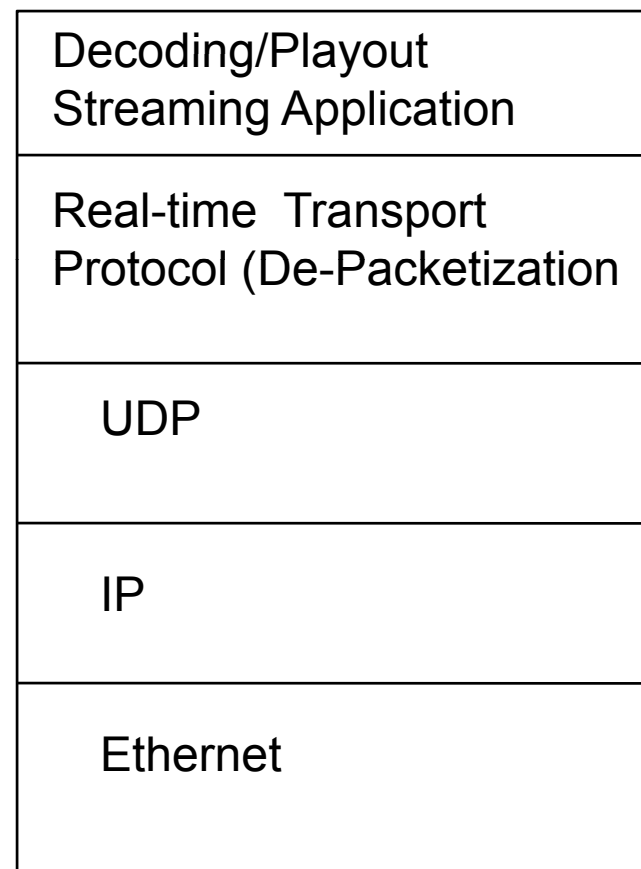 Decoding/Playout
Streaming Application
Real-time Transport
Protocol (De-Packetization
UDP
IP
Ethernet